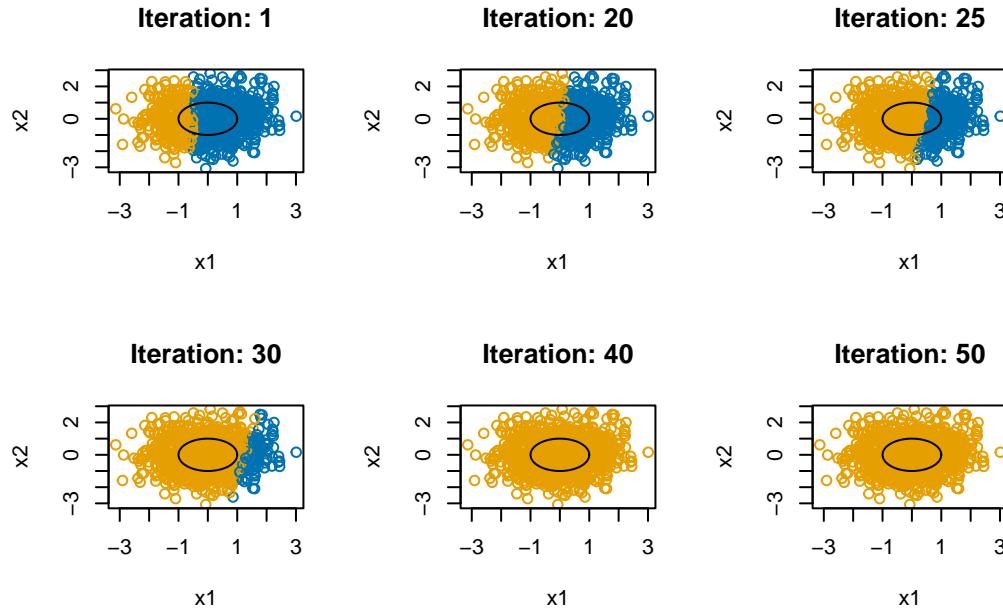 Iteration: 1
2
0
−3
x2
−3 −1 1 3
x1
Iteration: 20
2
0
−3
x2
−3 −1 1 3
x1
Iteration: 25
2
0
−3
x2
−3 −1 1 3
x1
Iteration: 30
2
0
−3
x2
−3 −1 1 3
x1
Iteration: 40
2
0
−3
x2
−3 −1 1 3
x1
Iteration: 50
2
0
−3
x2
−3 −1 1 3
x1